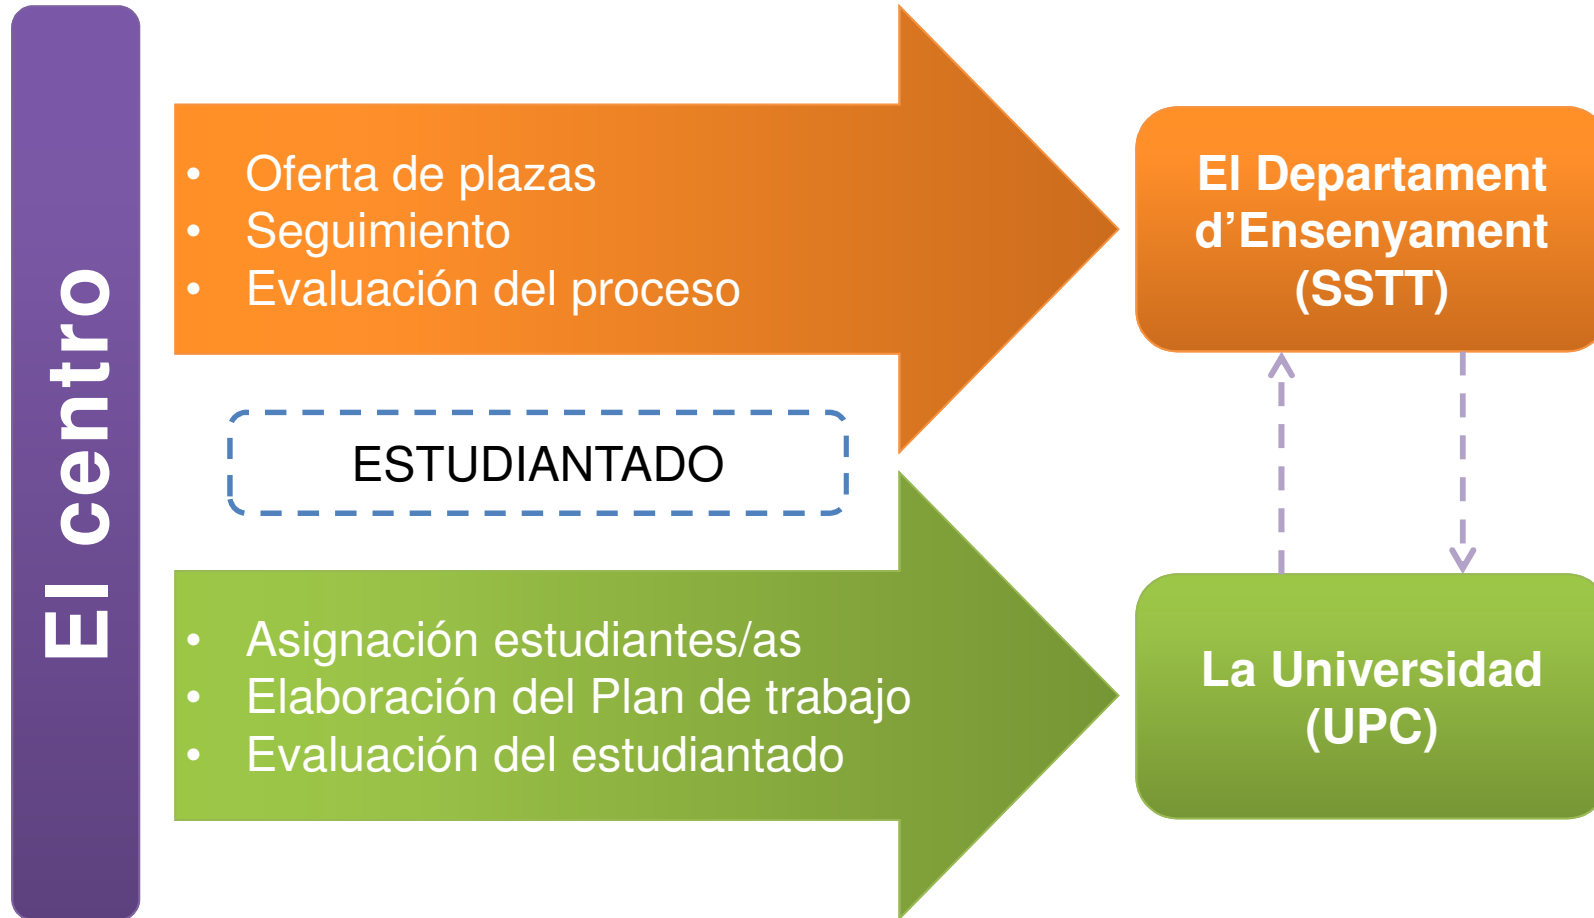 El centro
• Oferta de plazas
• Seguimiento
• Evaluación del proceso
El Departament
d’Ensenyament
(SSTT)
ESTUDIANTADO
• Asignación estudiantes/as
• Elaboración del Plan de trabajo
• Evaluación del estudiantado
La Universidad
(UPC)